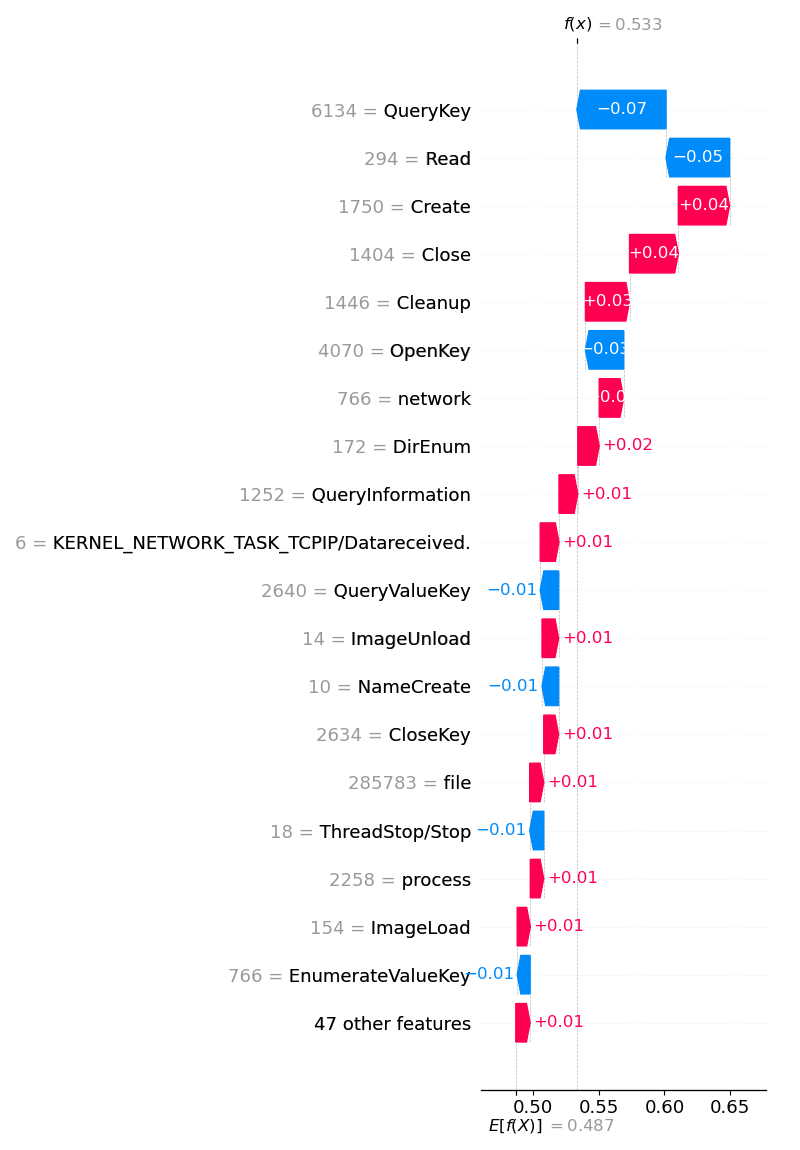 f(x) = 0.533
6134 = QueryKey −0.07
294 = Read −0.05
1750 = Create +0.04
1404 = Close +0.04
1446 = Cleanup +0.03
4070 = OpenKey −0.03
766 = network
172 = DirEnum +0.02
1252 = QueryInformation +0.01
6 = KERNEL_NETWORK_TASK_TCPIP/Datareceived. +0.01
2640 = QueryValueKey −0.01
14 = ImageUnload +0.01
10 = NameCreate −0.01
2634 = CloseKey +0.01
285783 = file +0.01
18 = ThreadStop/Stop −0.01
2258 = process +0.01
154 = ImageLoad +0.01
766 = EnumerateValueKey −0.01
47 other features +0.01
0.50 0.55 0.60 0.65
E[f(X)] = 0.487